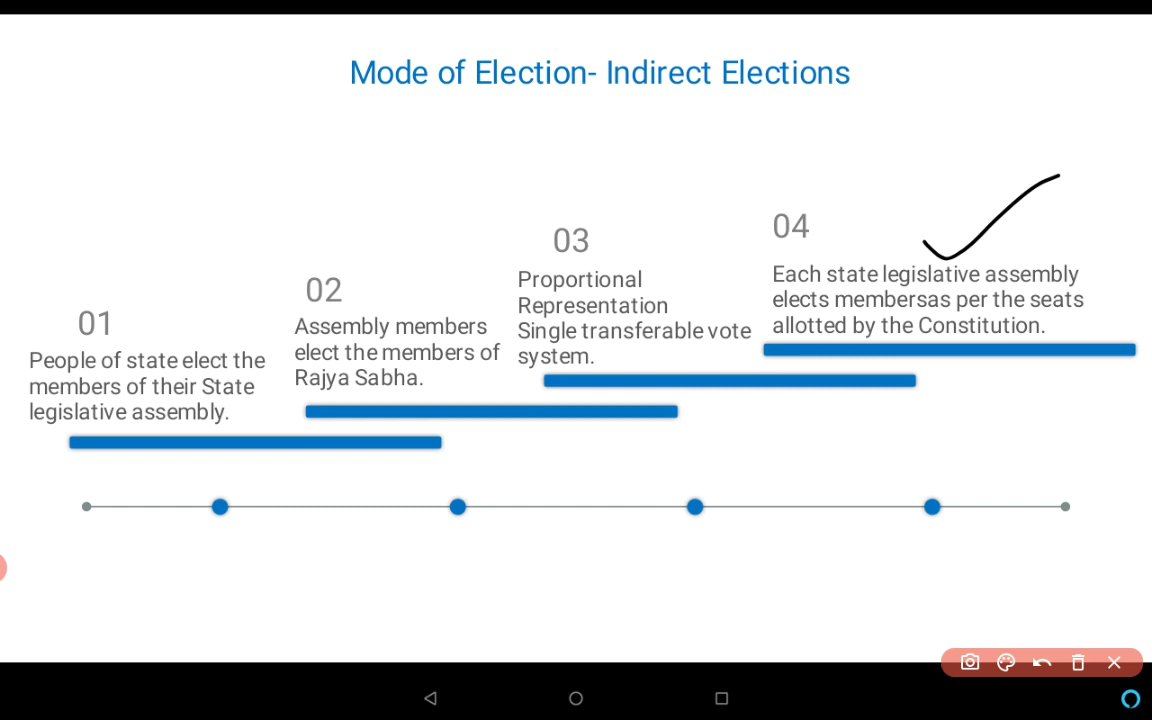 Mode of Election- Indirect Elections
01
People of state elect the
members of their State
legislative assembly.
02
Assembly members
elect the members of
Rajya Sabha.
03
Proportional
Representation
Single transferable vote
system.
04
Each state legislative assembly
elects membersas per the seats
allotted by the Constitution.